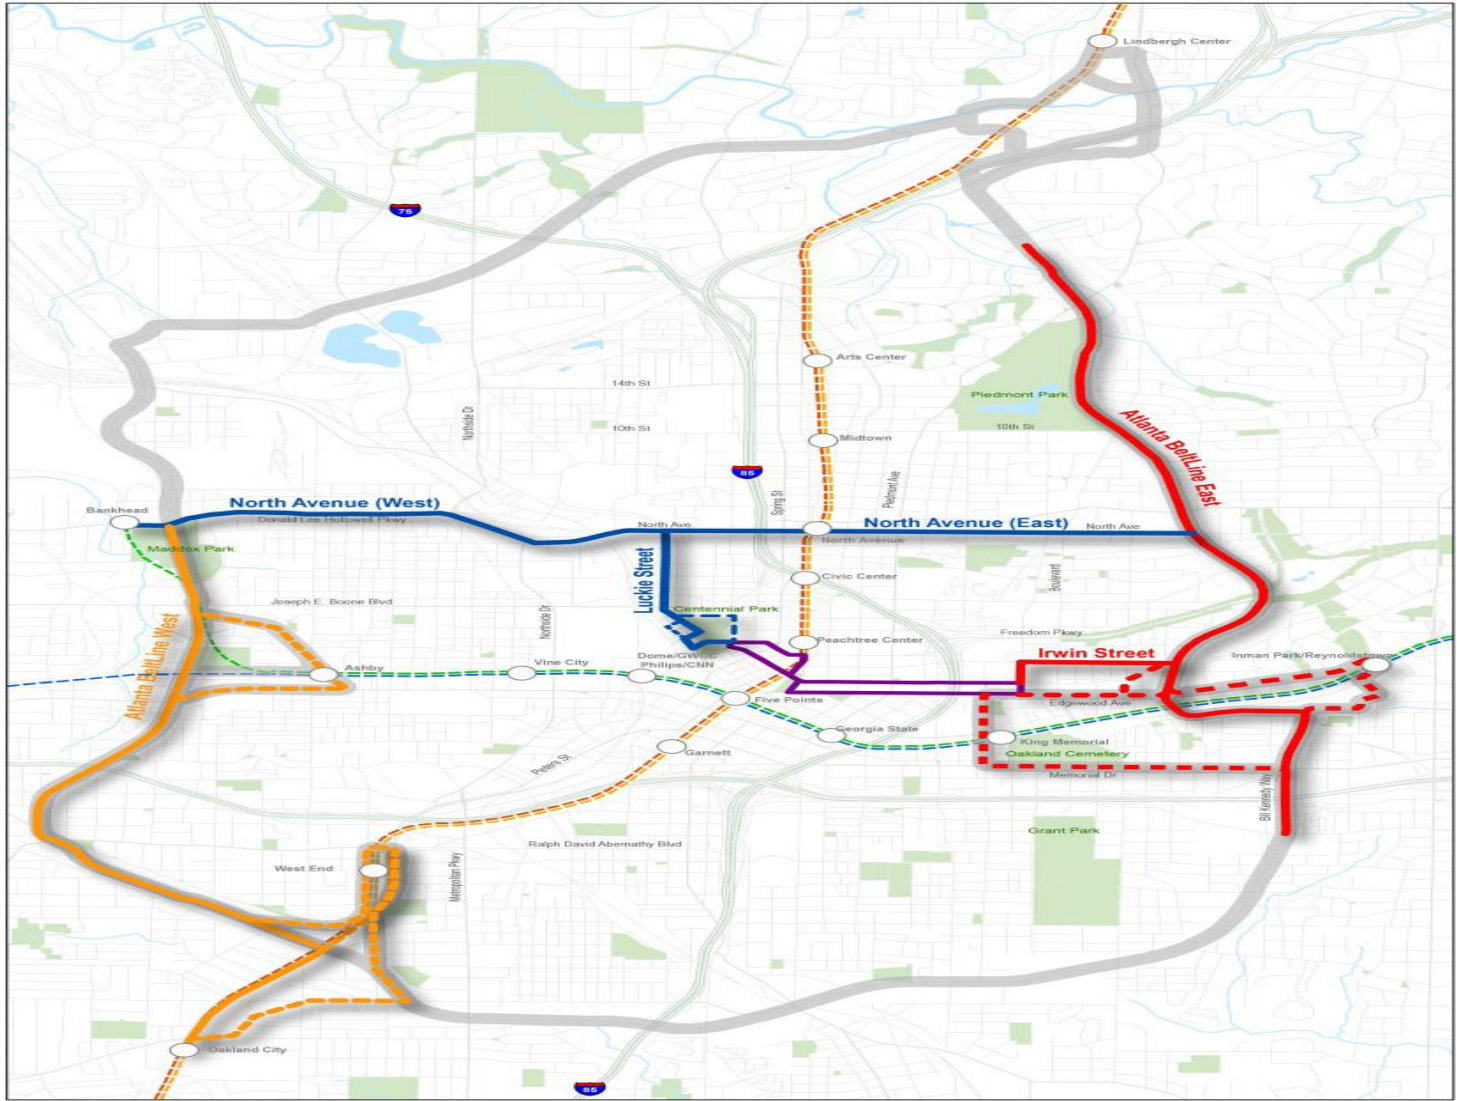 Lindbergh Center
75
Arts Center
14th St
Piedmont Park
Northside Dr
10th St
10th St
Midtown
Atlanta BeltLine East
85
Piedmont Ave
Spring St
North Avenue (West)
Bankhead
Donald Lee Hollowell Pkwy
North Ave
North Avenue (East)
North Ave
North Avenue
Maddox Park
Luckie Street
Civic Center
Boulevard
Joseph E. Boone Blvd
Northside Dr
Centennial Park
Freedom Pkwy
Peachtree Center
Irwin Street
Inman Park/Reynoldstown
Dome/GWCC
Philips/CNN
Vine City
Ashby
Atlanta BeltLine West
Five Points
Edgewood Ave
Georgia State
King Memorial
Garnett
Oakland Cemetery
Peters St
Memorial Dr
Bill Kennedy Way
Grant Park
Ralph David Abernathy Blvd
West End
Metropolitan Pkwy
Oakland City
85